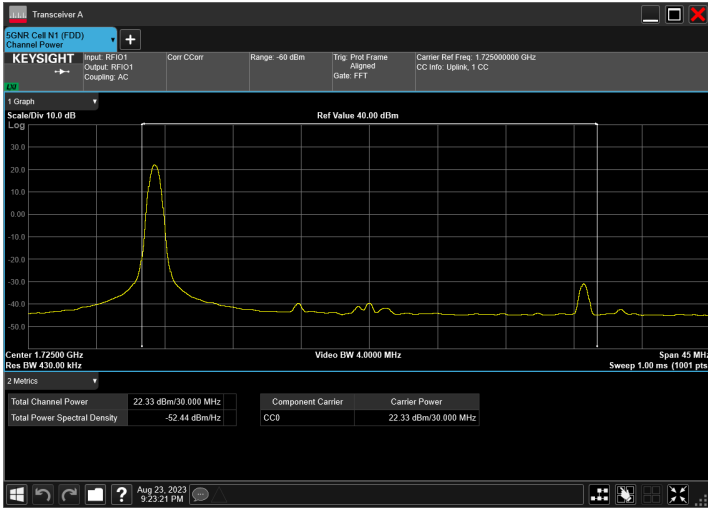 Transceiver A
5GNR Cell N1 (FDD)
Channel Power
KEYSIGHT
Input: RFIO1
Output: RFIO1
Coupling: AC
Corr CCorr
Range: -60 dBm
Trig: Prot Frame
Aligned
Gate: FFT
Carrier Ref Freq: 1.725000000 GHz
CC Info: Uplink, 1 CC
LXI
1 Graph
Scale/Div 10.0 dB
Ref Value 40.00 dBm
Log
30.0
20.0
10.0
0.00
-10.0
-20.0
-30.0
-40.0
-50.0
Center 1.72500 GHz
Video BW 4.0000 MHz
Span 45 MHz
Res BW 430.00 kHz
Sweep 1.00 ms (1001 pts
2 Metrics
Total Channel Power 22.33 dBm/30.000 MHz
Total Power Spectral Density -52.44 dBm/Hz
Component Carrier Carrier Power
CC0 22.33 dBm/30.000 MHz
?
Aug 23, 2023
9:23:21 PM